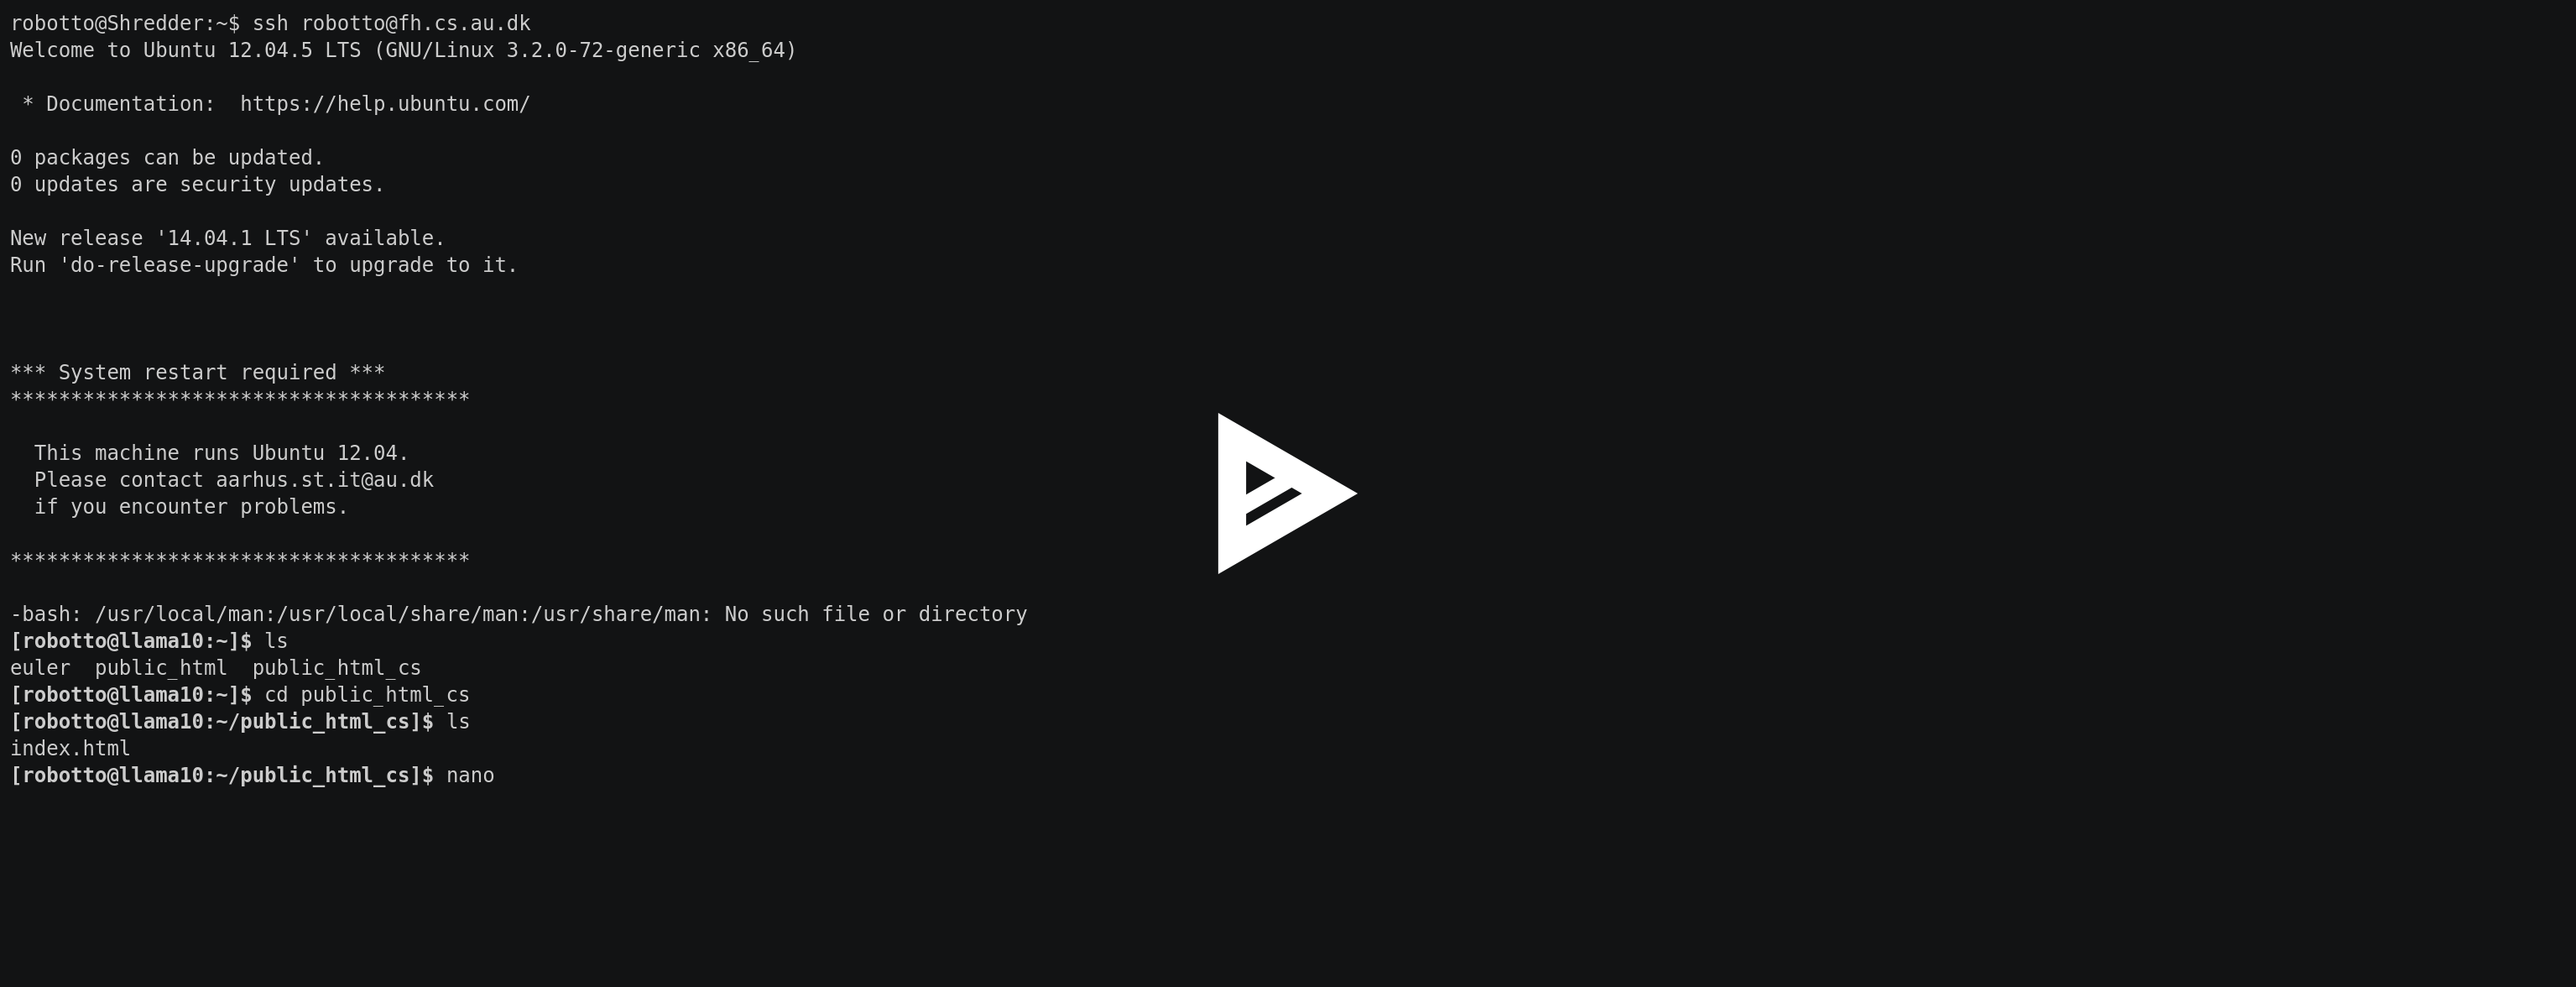 robotto@Shredder:~$ ssh robotto@fh.cs.au.dk
Welcome to Ubuntu 12.04.5 LTS (GNU/Linux 3.2.0-72-generic x86_64)
 * Documentation:  https://help.ubuntu.com/
0 packages can be updated.
0 updates are security updates.
New release '14.04.1 LTS' available.
Run 'do-release-upgrade' to upgrade to it.
*** System restart required ***
**************************************
  This machine runs Ubuntu 12.04.
  Please contact aarhus.st.it@au.dk
  if you encounter problems.
**************************************
-bash: /usr/local/man:/usr/local/share/man:/usr/share/man: No such file or directory
[robotto@llama10:~]$ ls
euler  public_html  public_html_cs
[robotto@llama10:~]$ cd public_html_cs
[robotto@llama10:~/public_html_cs]$ ls
index.html
[robotto@llama10:~/public_html_cs]$ nano